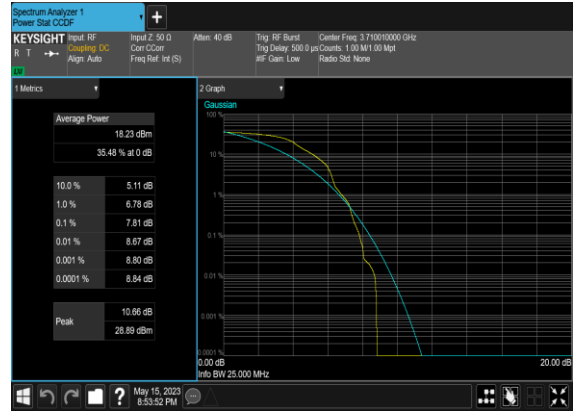 Spectrum Analyzer 1
Power Stat CCDF
KEYSIGHT
R T
Input: RF
Coupling: DC
Align: Auto
Input Z: 50 Ω
Corr CCorr
Freq Ref: Int (S)
Atten: 40 dB
Trig: RF Burst
Trig Delay: 500.0 µs
#IF Gain: Low
Center Freq: 3.710010000 GHz
Counts: 1.00 M/1.00 Mpt
Radio Std: None
1 Metrics
Average Power
18.23 dBm
35.48 % at 0 dB
10.0 % 5.11 dB
1.0 % 6.78 dB
0.1 % 7.81 dB
0.01 % 8.67 dB
0.001 % 8.80 dB
0.0001 % 8.84 dB
Peak
10.66 dB
28.89 dBm
2 Graph
Gaussian
100 %
10 %
1 %
0.1 %
0.01 %
0.001 %
0.0001 %
0.00 dB
20.00 dB
Info BW 25.000 MHz
?
May 15, 2023
8:53:52 PM